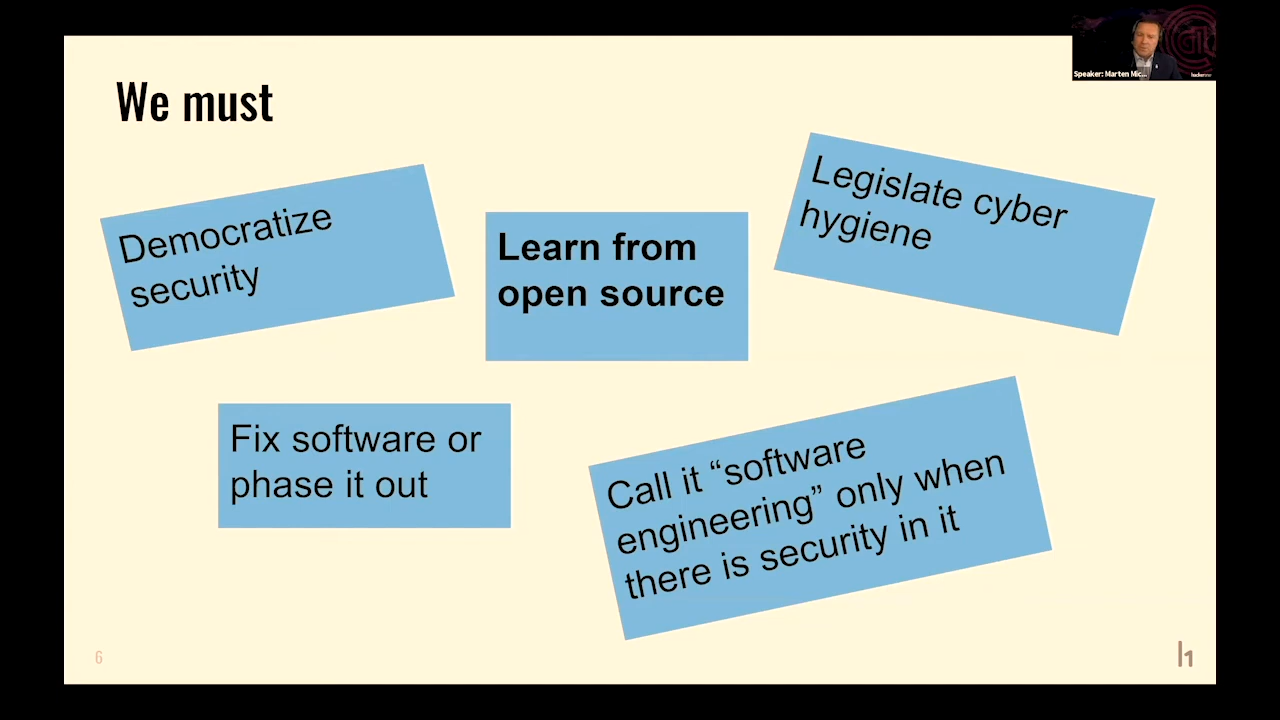 We must
Democratize
security
Learn from
open source
Legislate cyber
hygiene
Fix software or
phase it out
Call it “software
engineering” only when
there is security in it
6
l1
Speaker: Marten Mic...